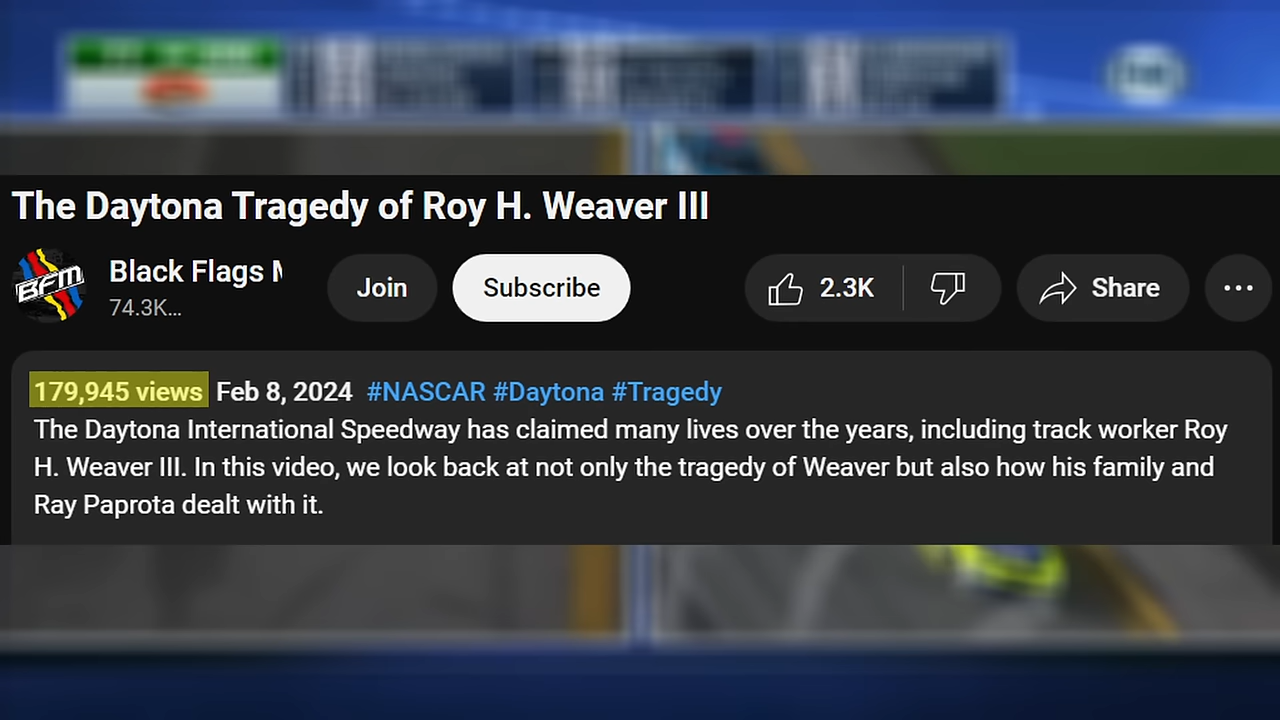 The Daytona Tragedy of Roy H. Weaver III
BFM
Black Flags M
74.3K...
Join
Subscribe
2.3K
Share
179,945 views Feb 8, 2024 #NASCAR #Daytona #Tragedy
The Daytona International Speedway has claimed many lives over the years, including track worker Roy
H. Weaver III. In this video, we look back at not only the tragedy of Weaver but also how his family and
Ray Paprota dealt with it.